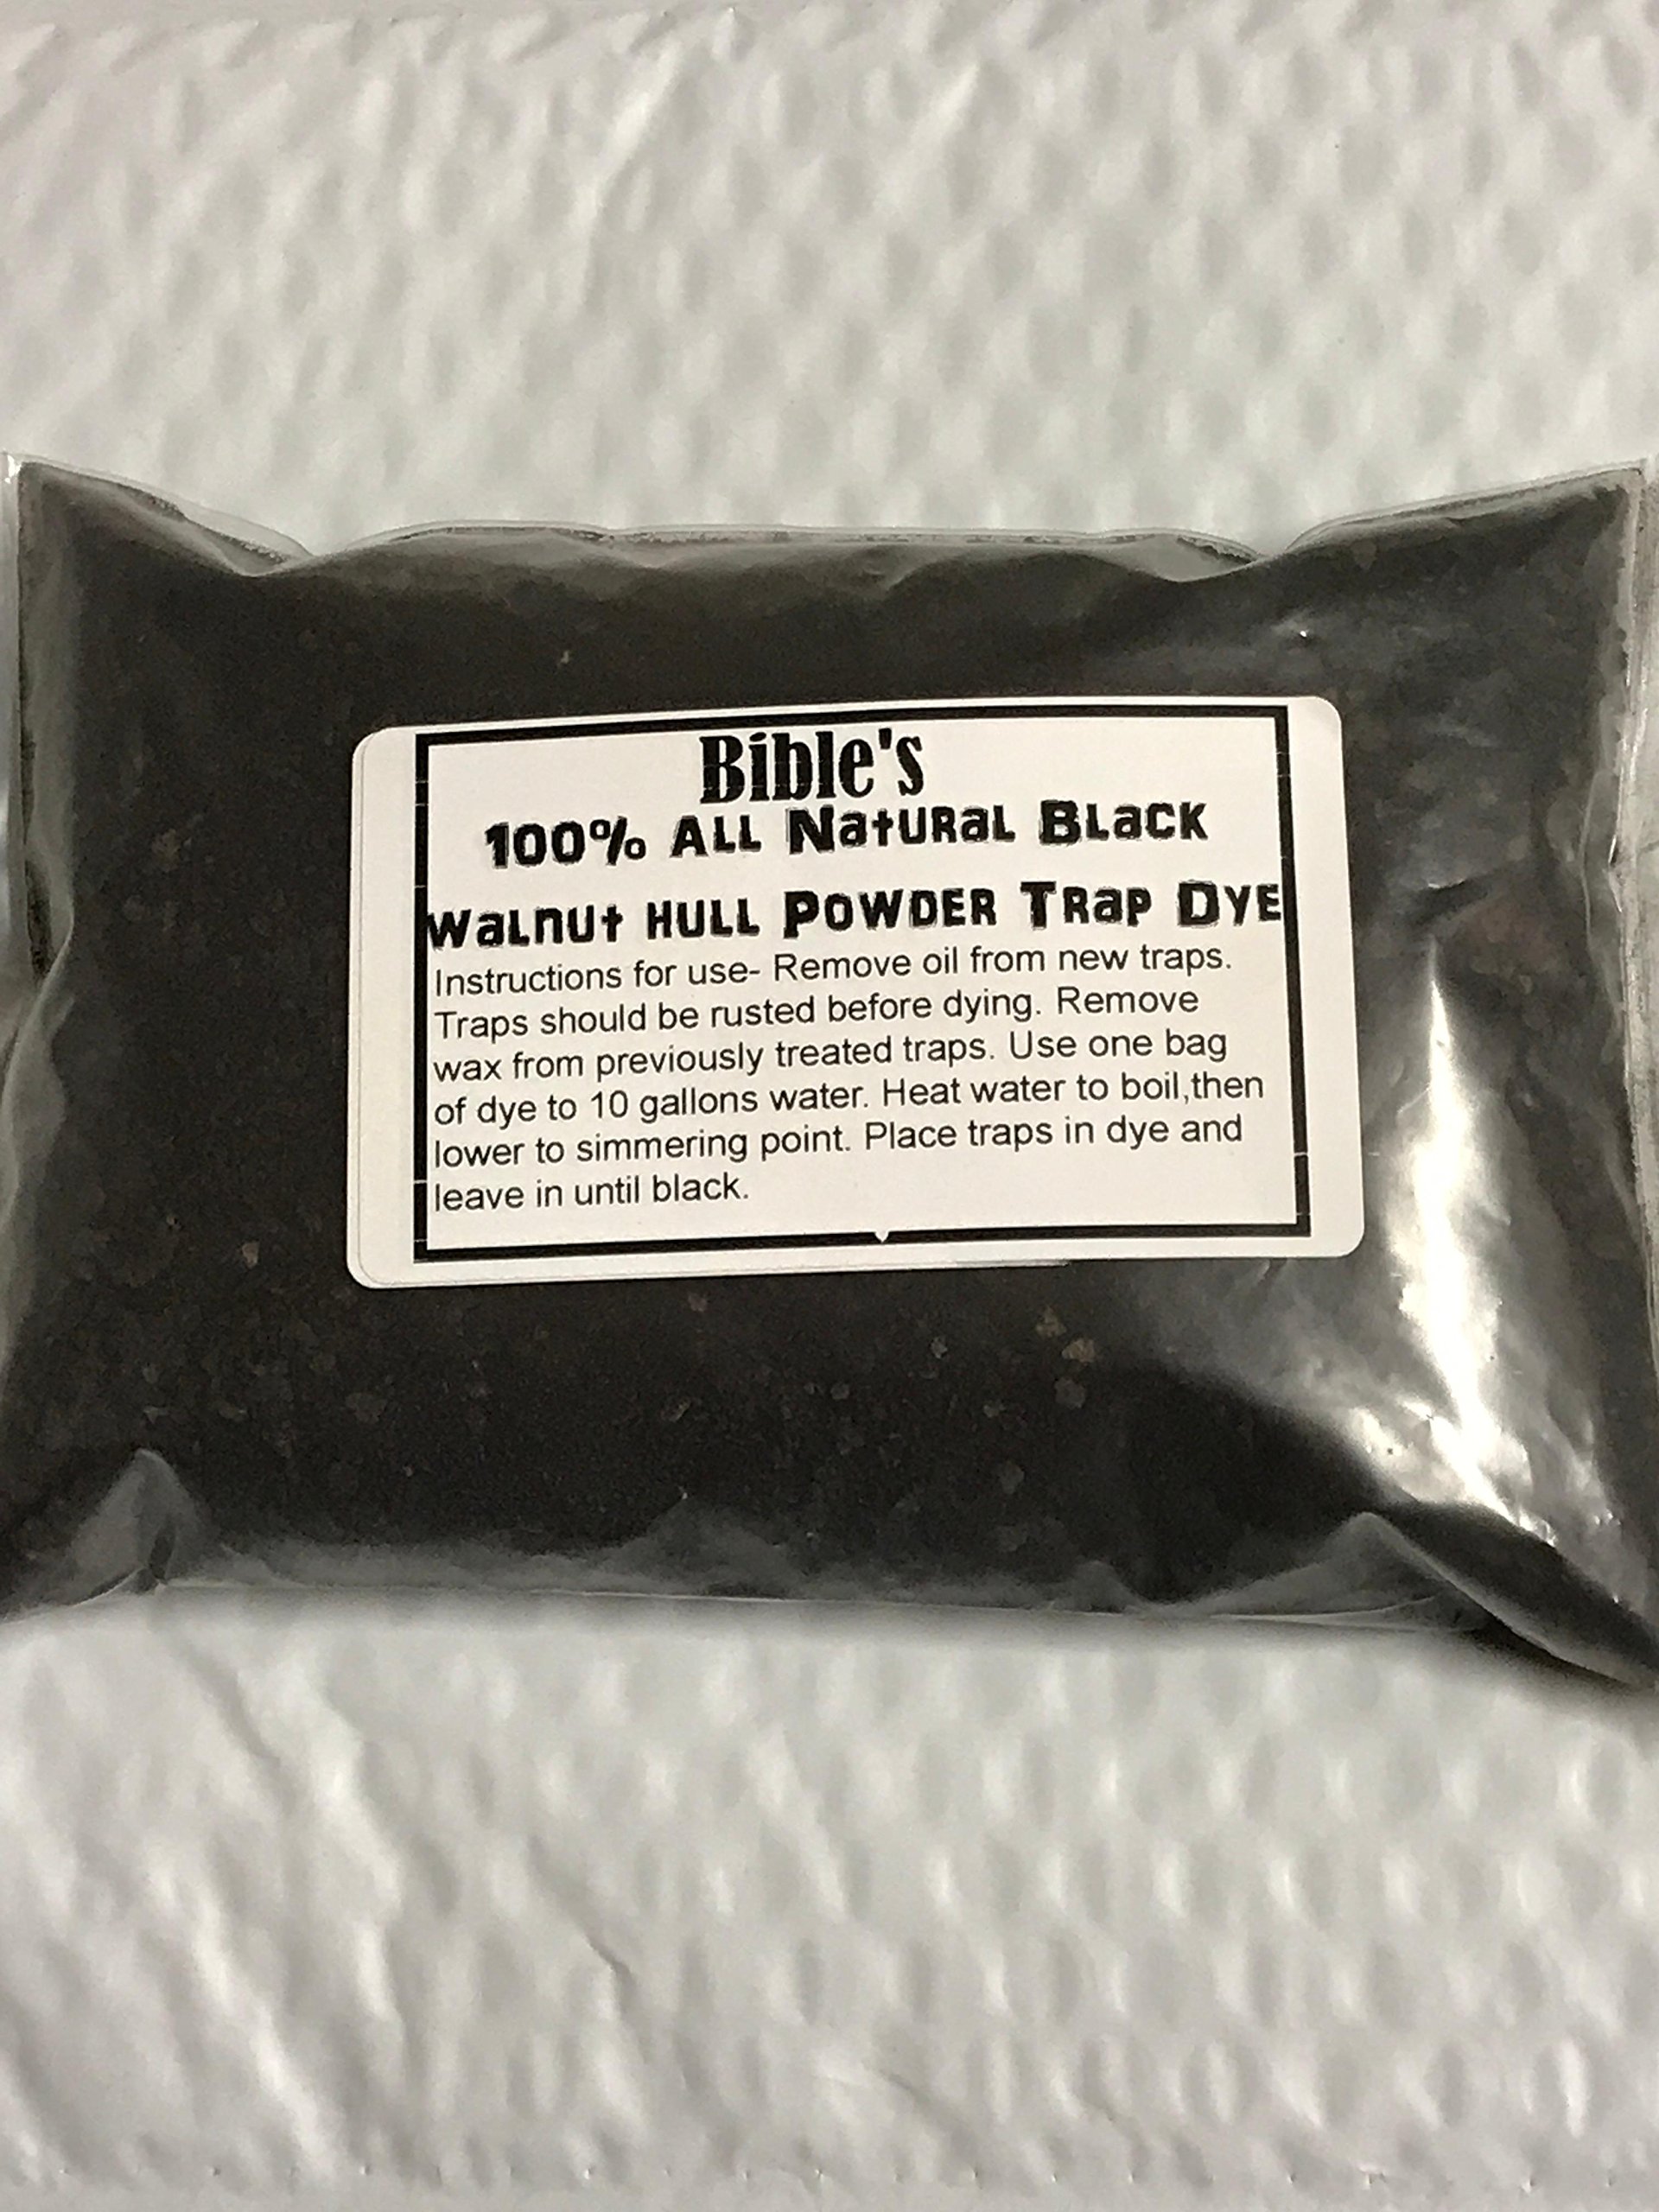 Bible's
100% All Natural Black
Walnut Hull Powder Trap Dye
Instructions for use- Remove oil from new traps.
Traps should be rusted before dying. Remove
wax from previously treated traps. Use one bag
of dye to 10 gallons water. Heat water to boil,then
lower to simmering point. Place traps in dye and
leave in until black.